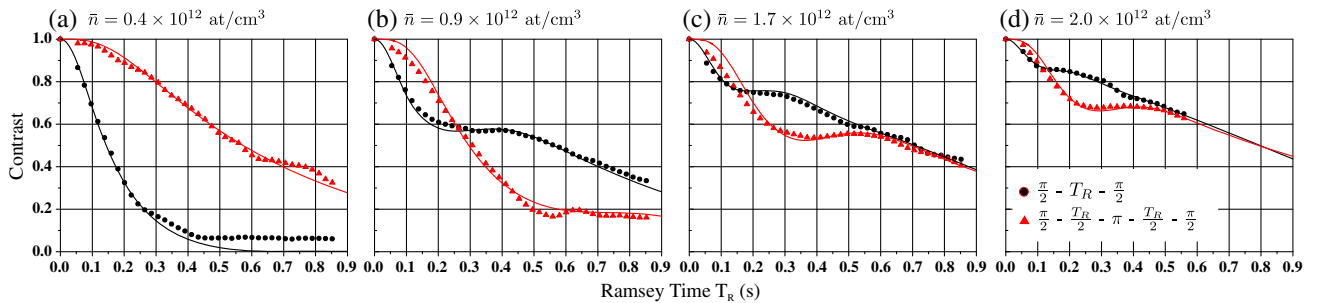 (a) n̄ = 0.4 × 10¹² at/cm³ (b) n̄ = 0.9 × 10¹² at/cm³ (c) n̄ = 1.7 × 10¹² at/cm³ (d) n̄ = 2.0 × 10¹² at/cm³
1.0
0.8
0.6
0.4
0.2
0.0
Contrast
π/2 - T_R - π/2
π/2 - T_R/2 - π - T_R/2 - π/2
0.0 0.1 0.2 0.3 0.4 0.5 0.6 0.7 0.8 0.9 0.0 0.1 0.2 0.3 0.4 0.5 0.6 0.7 0.8 0.9 0.0 0.1 0.2 0.3 0.4 0.5 0.6 0.7 0.8 0.9 0.0 0.1 0.2 0.3 0.4 0.5 0.6 0.7 0.8 0.9
Ramsey Time T_R (s)